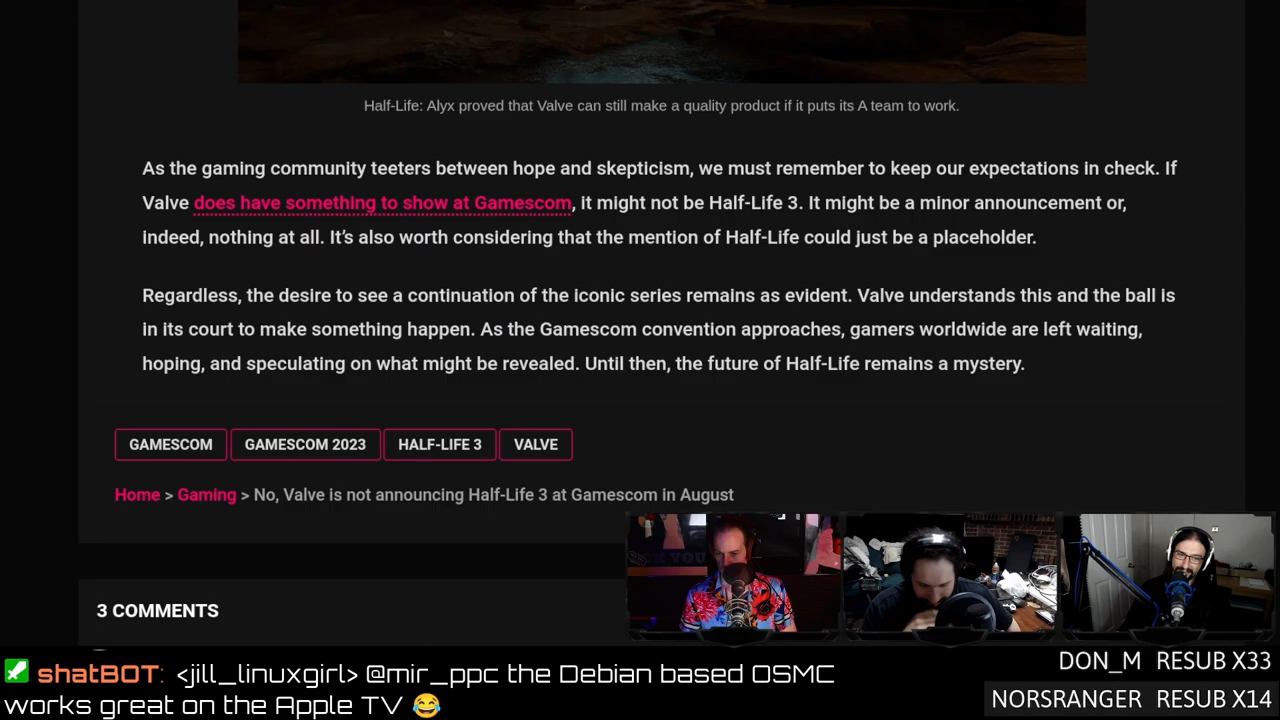 Half-Life: Alyx proved that Valve can still make a quality product if it puts its A team to work.
As the gaming community teeters between hope and skepticism, we must remember to keep our expectations in check. If
Valve does have something to show at Gamescom, it might not be Half-Life 3. It might be a minor announcement or,
indeed, nothing at all. It’s also worth considering that the mention of Half-Life could just be a placeholder.
Regardless, the desire to see a continuation of the iconic series remains as evident. Valve understands this and the ball is
in its court to make something happen. As the Gamescom convention approaches, gamers worldwide are left waiting,
hoping, and speculating on what might be revealed. Until then, the future of Half-Life remains a mystery.
GAMESCOM GAMESCOM 2023 HALF-LIFE 3 VALVE
Home > Gaming > No, Valve is not announcing Half-Life 3 at Gamescom in August
3 COMMENTS
shatBOT: <jill_linuxgirl> @mir_ppc the Debian based OSMC
works great on the Apple TV 😂
DON_M RESUB X33
NORSRANGER RESUB X14